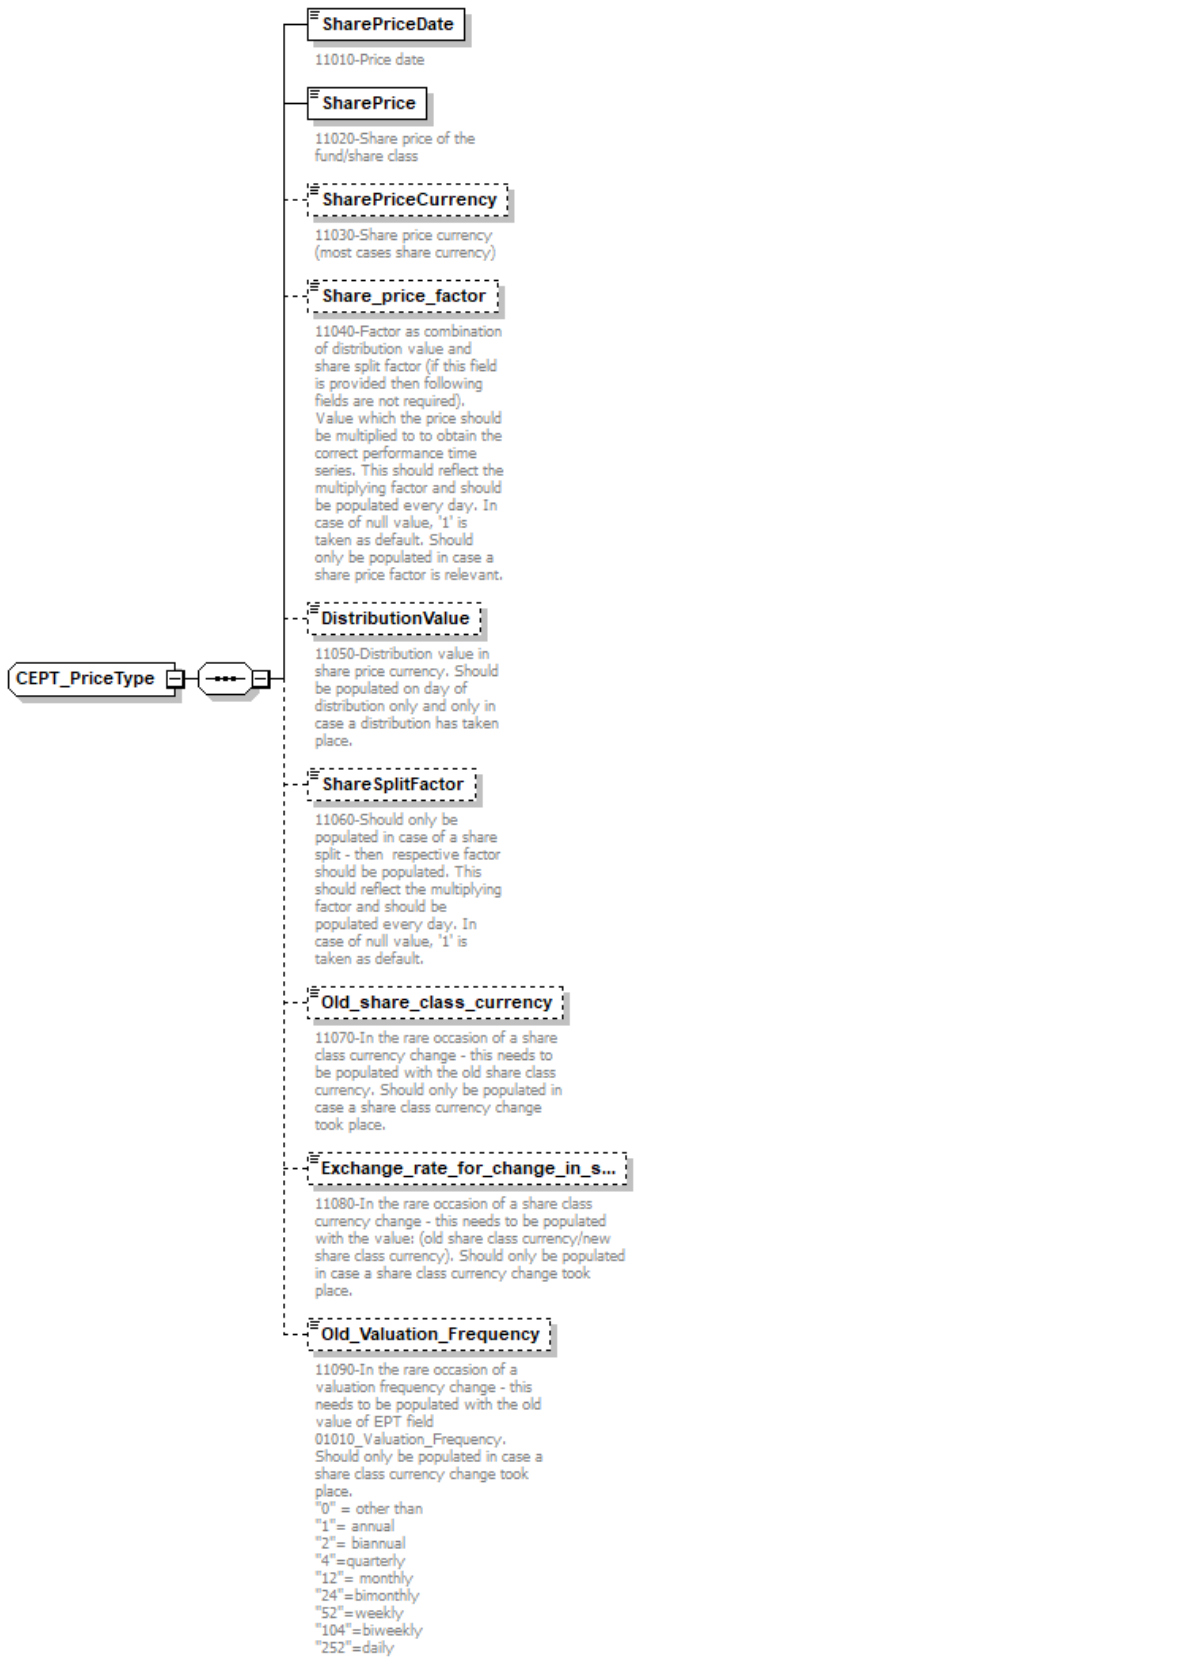 SharePriceDate
11010-Price date
SharePrice
11020-Share price of the
fund/share class
SharePriceCurrency
11030-Share price currency
(most cases share currency)
Share_price_factor
11040-Factor as combination
of distribution value and
share split factor (if this field
is provided then following
fields are not required).
Value which the price should
be multiplied to to obtain the
correct performance time
series. This should reflect the
multiplying factor and should
be populated every day. In
case of null value, '1' is
taken as default. Should
only be populated in case a
share price factor is relevant.
DistributionValue
11050-Distribution value in
share price currency. Should
be populated on day of
distribution only and only in
case a distribution has taken
place.
CEPT_PriceType
ShareSplitFactor
11060-Should only be
populated in case of a share
split - then  respective factor
should be populated. This
should reflect the multiplying
factor and should be
populated every day. In
case of null value, '1' is
taken as default.
Old_share_class_currency
11070-In the rare occasion of a share
class currency change - this needs to
be populated with the old share class
currency. Should only be populated in
case a share class currency change
took place.
Exchange_rate_for_change_in_s...
11080-In the rare occasion of a share class
currency change - this needs to be populated
with the value: (old share class currency/new
share class currency). Should only be populated
in case a share class currency change took
place.
Old_Valuation_Frequency
11090-In the rare occasion of a
valuation frequency change - this
needs to be populated with the old
value of EPT field
01010_Valuation_Frequency.
Should only be populated in case a
share class currency change took
place.
"0" = other than
"1"= annual
"2"= biannual
"4"=quarterly
"12"= monthly
"24"=bimonthly
"52"=weekly
"104"=biweekly
"252"=daily